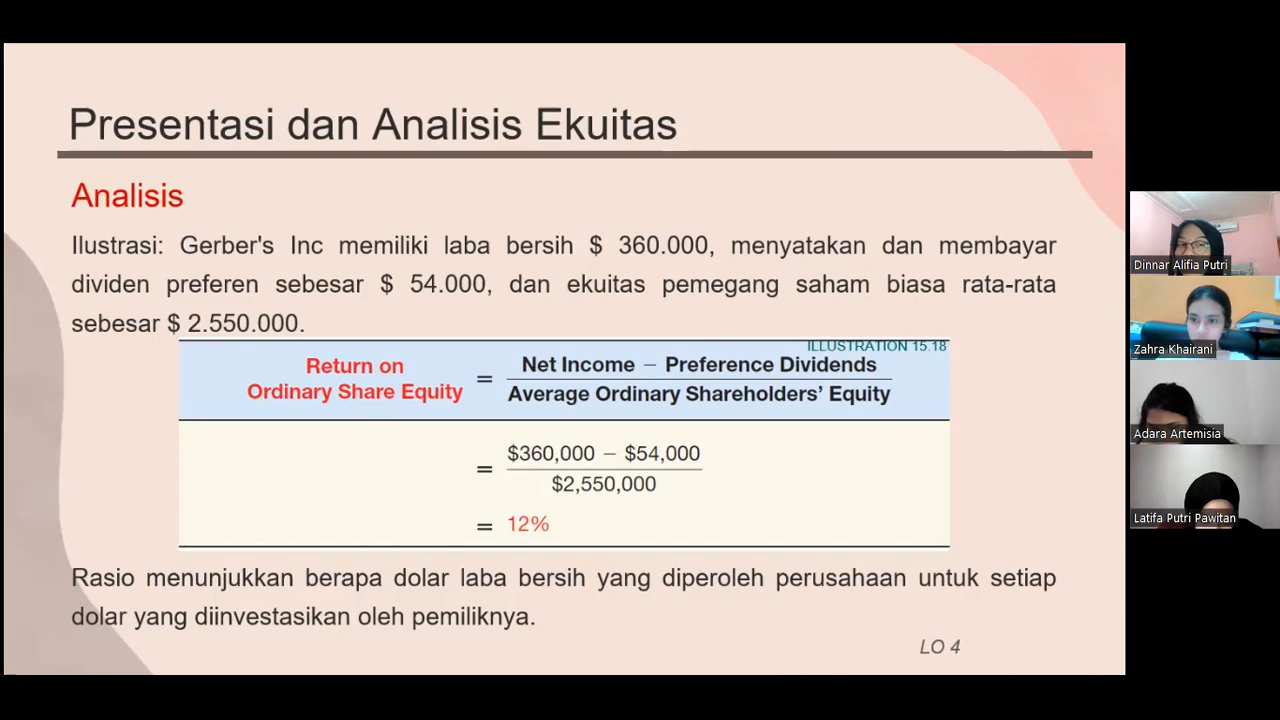 Presentasi dan Analisis Ekuitas
Analisis
Ilustrasi: Gerber's Inc memiliki laba bersih $ 360.000, menyatakan dan membayar
dividen preferen sebesar $ 54.000, dan ekuitas pemegang saham biasa rata-rata
sebesar $ 2.550.000.
ILLUSTRATION 15.18
Return on
Ordinary Share Equity
=
Net Income − Preference Dividends
Average Ordinary Shareholders’ Equity
=
$360,000 − $54,000
$2,550,000
= 12%
Rasio menunjukkan berapa dolar laba bersih yang diperoleh perusahaan untuk setiap
dolar yang diinvestasikan oleh pemiliknya.
LO 4
Dinnar Alifia Putri
Zahra Khairani
Adara Artemisia
Latifa Putri Pawitan